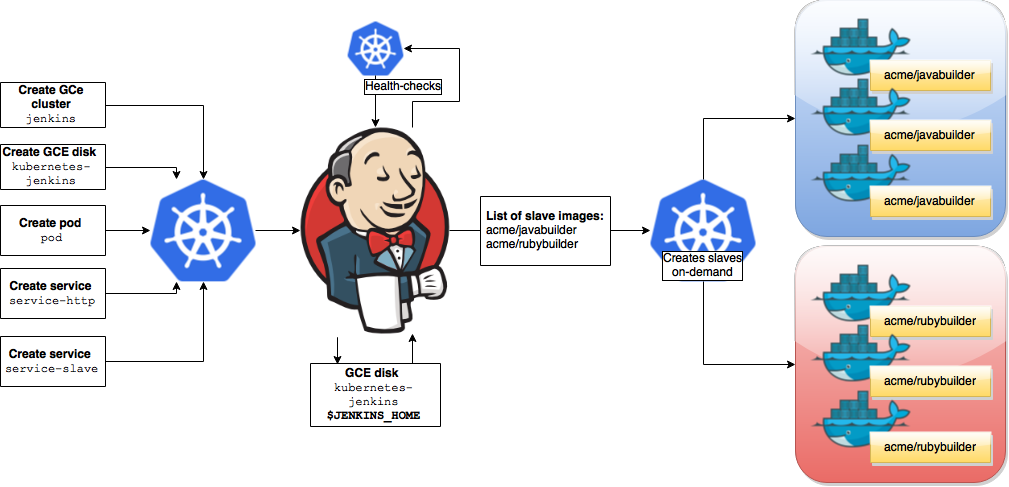 Create GCe
cluster
jenkins
Create GCE disk
kubernetes-
jenkins
Create pod
pod
Create service
service-http
Create service
service-slave
Health-checks
GCE disk
kubernetes-
jenkins
$JENKINS_HOME
List of slave images:
acme/javabuilder
acme/rubybuilder
Creates slaves
on-demand
acme/javabuilder
acme/javabuilder
acme/javabuilder
acme/rubybuilder
acme/rubybuilder
acme/rubybuilder